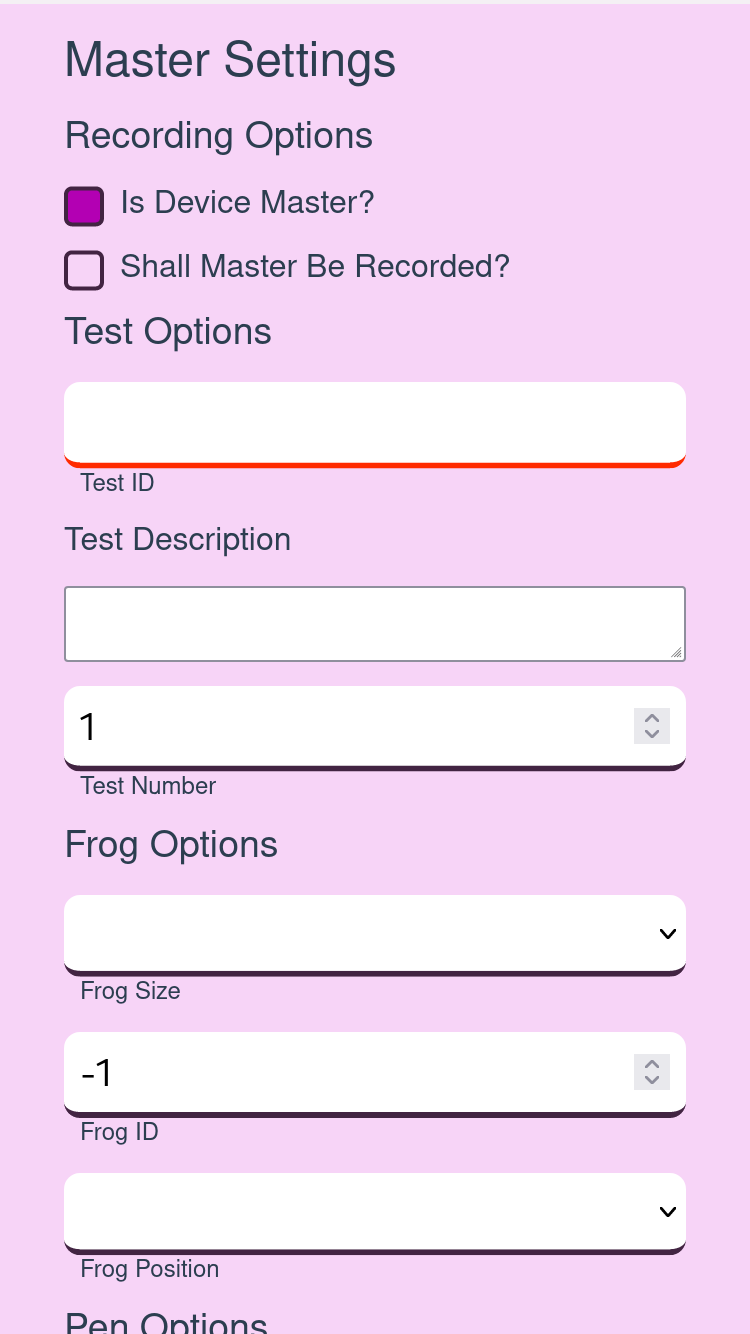 Master Settings
Recording Options
Is Device Master?
Shall Master Be Recorded?
Test Options
Test ID
Test Description
1
Test Number
Frog Options
Frog Size
-1
Frog ID
Frog Position
Pen Options